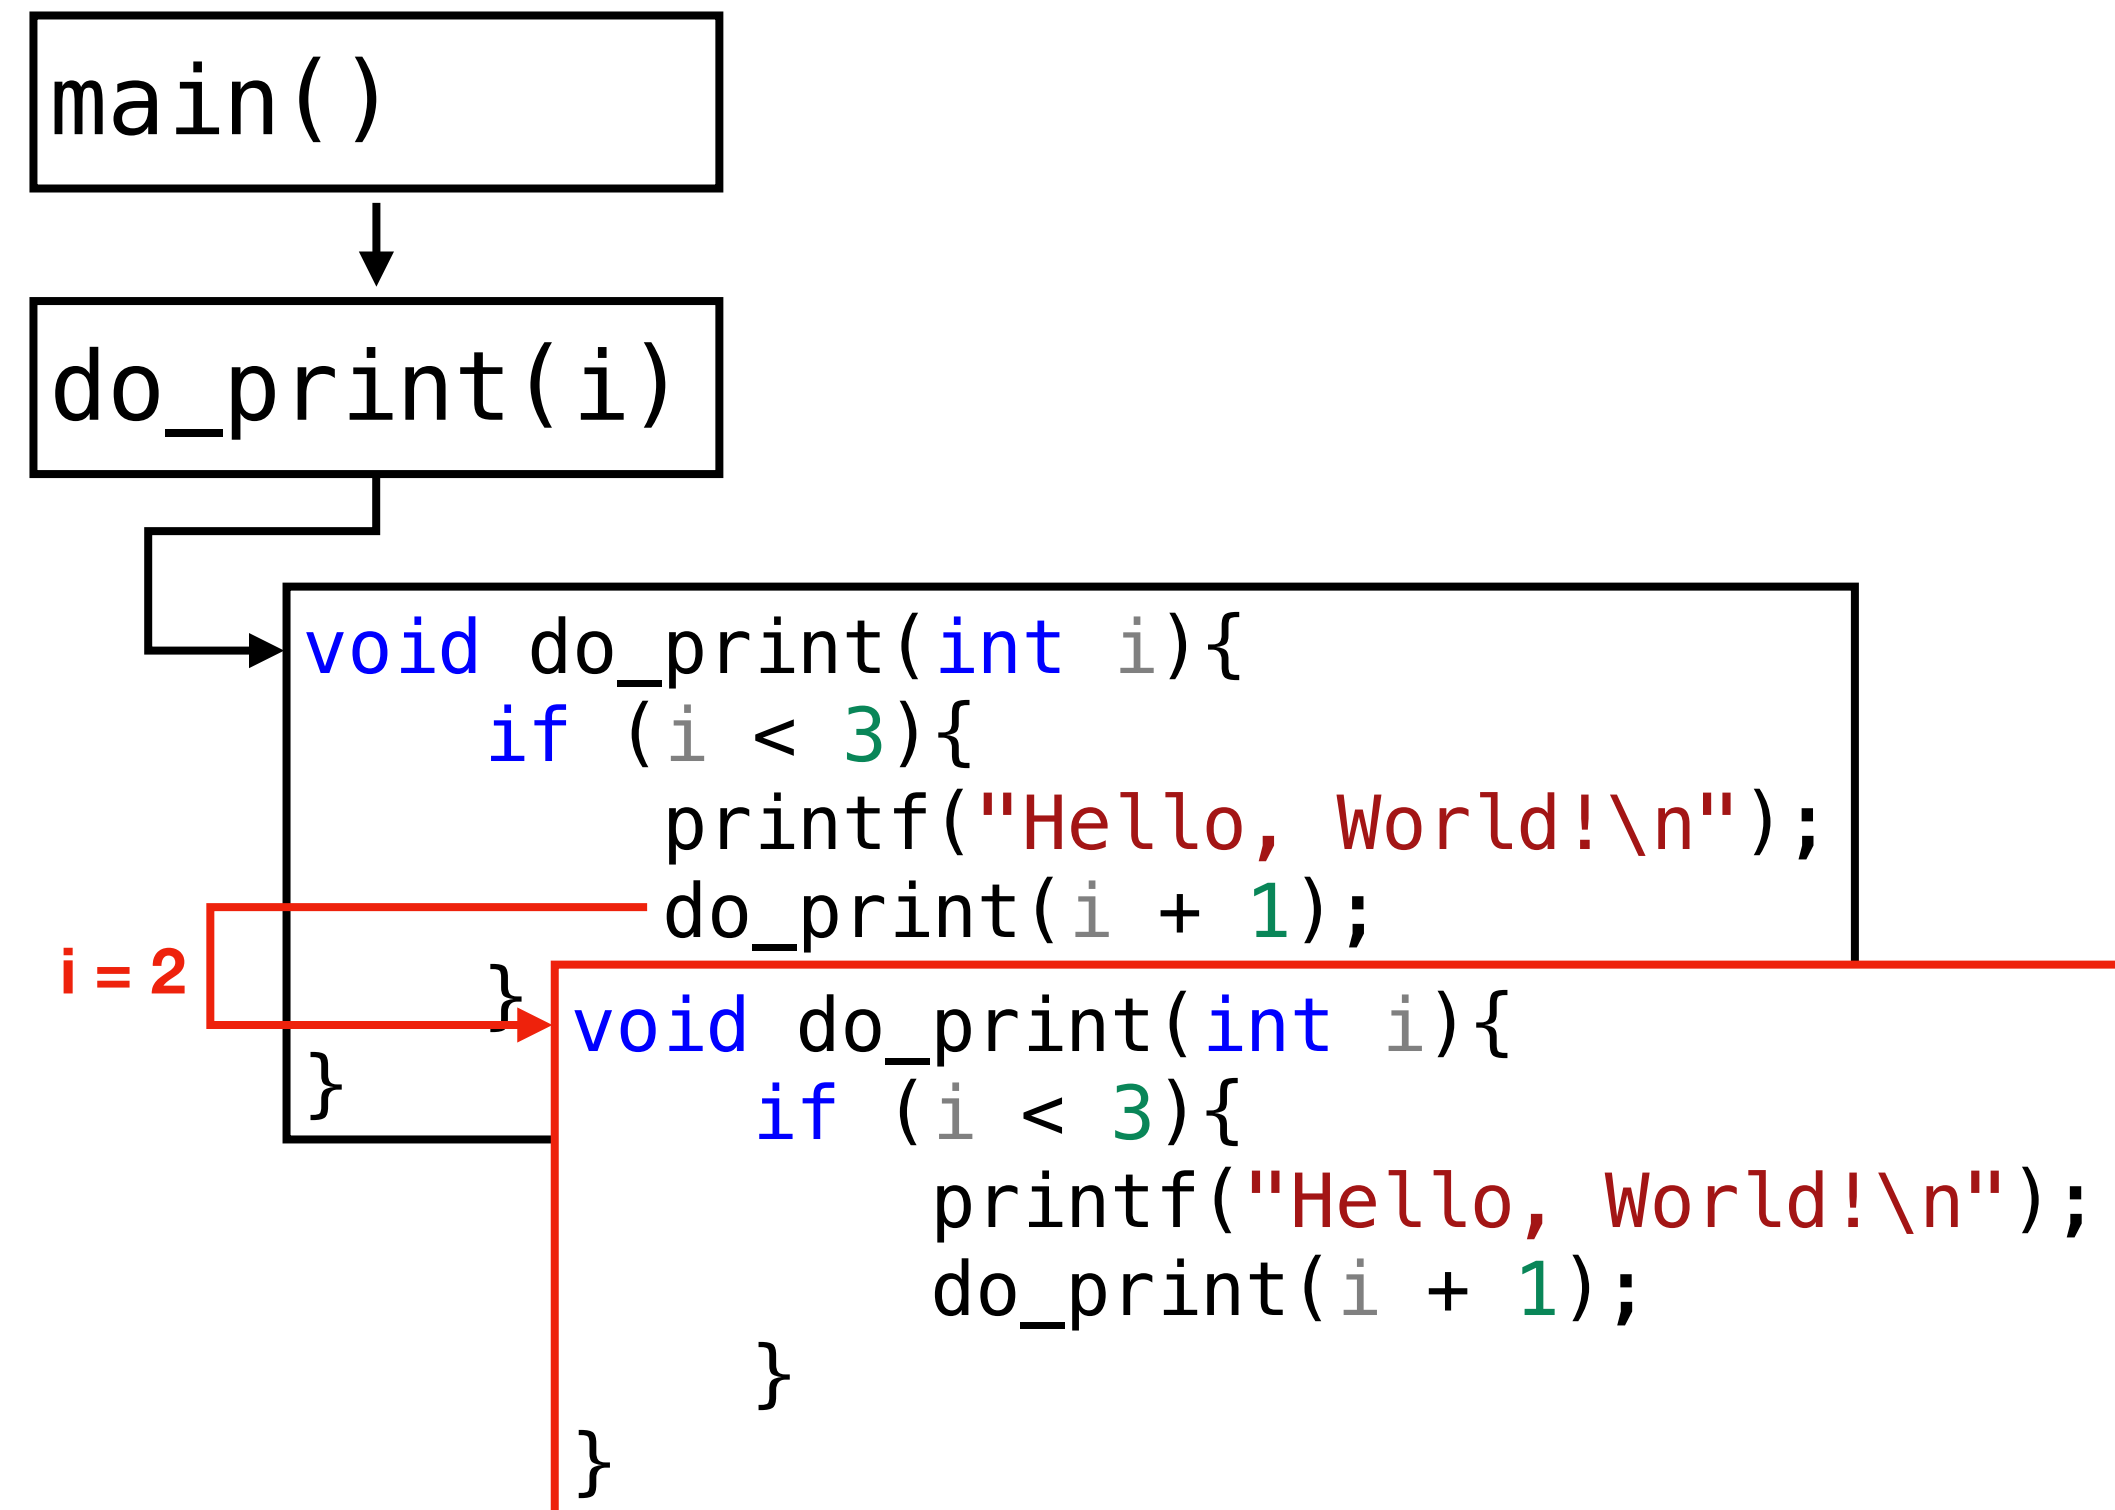 main()
do_print(i)
void do_print(int i){
if (i < 3){
printf("Hello, World!\n");
do_print(i + 1);
}
}
i = 2
void do_print(int i){
if (i < 3){
printf("Hello, World!\n");
do_print(i + 1);
}
}